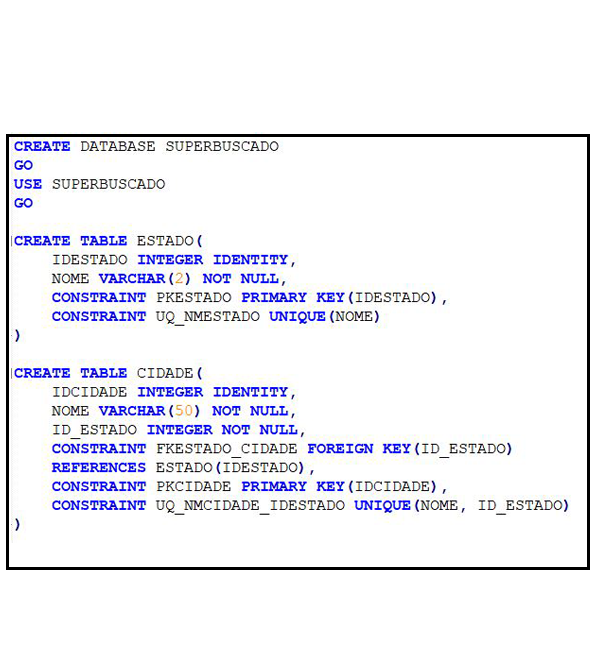 CREATE DATABASE SUPERBUSCADO
GO
USE SUPERBUSCADO
GO
CREATE TABLE ESTADO(
IDESTADO INTEGER IDENTITY,
NOME VARCHAR(2) NOT NULL,
CONSTRAINT PKESTADO PRIMARY KEY(IDESTADO),
CONSTRAINT UQ_NMESTADO UNIQUE(NOME)
)
CREATE TABLE CIDADE(
IDCIDADE INTEGER IDENTITY,
NOME VARCHAR(50) NOT NULL,
ID_ESTADO INTEGER NOT NULL,
CONSTRAINT FKESTADO_CIDADE FOREIGN KEY(ID_ESTADO)
REFERENCES ESTADO(IDESTADO),
CONSTRAINT PKCIDADE PRIMARY KEY(IDCIDADE),
CONSTRAINT UQ_NMCIDADE_IDESTADO UNIQUE(NOME, ID_ESTADO)
)